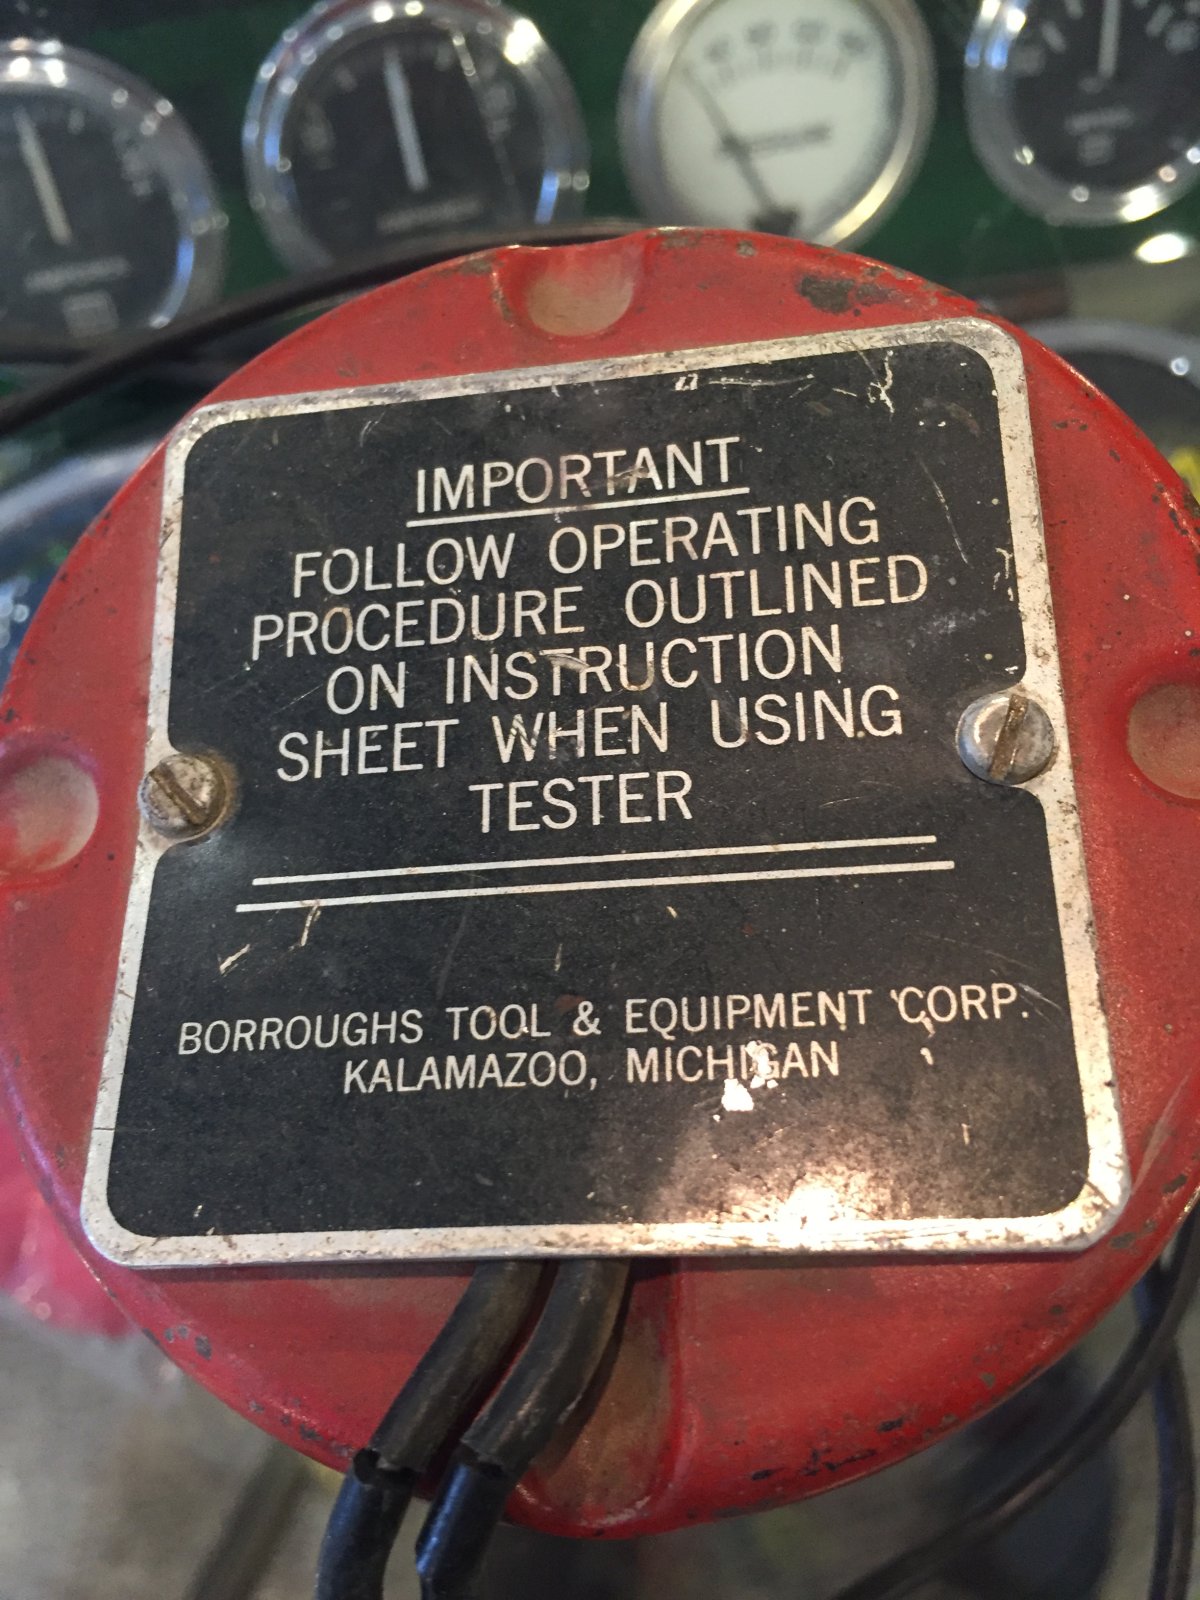 IMPORTANT
FOLLOW OPERATING
PROCEDURE OUTLINED
ON INSTRUCTION
SHEET WHEN USING
TESTER
BORROUGHS TOOL & EQUIPMENT CORP.
KALAMAZOO, MICHIGAN